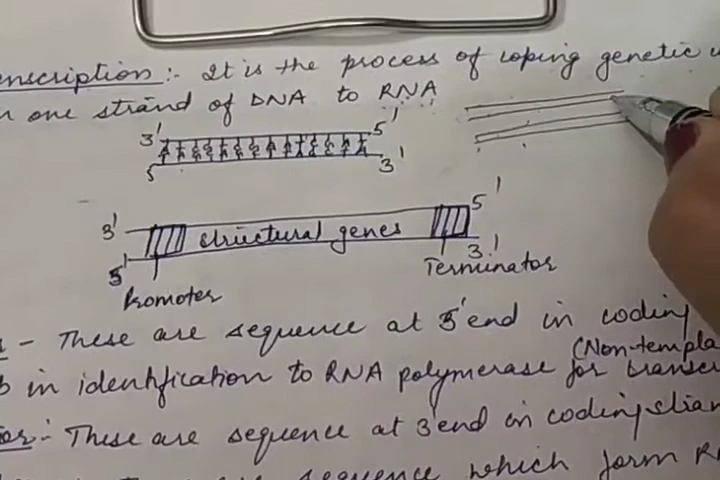 nscription:- It is the process of coping genetic
one strand of DNA to RNA
3' 5'
5 3'
3' structural genes 5'
5' 3'
Promoter Terminator
- These are sequence at 5'end in coding
(Non-templa
in identification to RNA polymerase for transcr
or:- These are sequence at 3'end in coding stran
sequence which form R